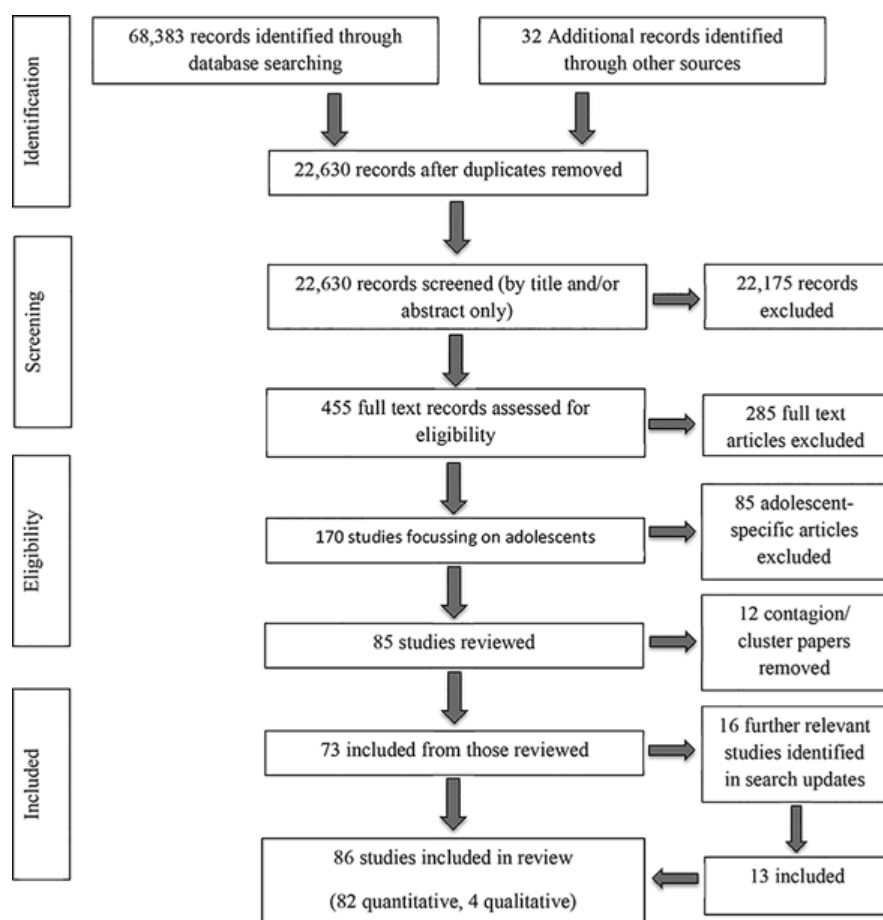 Identification
68,383 records identified through
database searching
32 Additional records identified
through other sources
22,630 records after duplicates removed
Screening
22,630 records screened (by title and/or
abstract only)
22,175 records
excluded
455 full text records assessed for
eligibility
285 full text
articles excluded
Eligibility
170 studies focussing on adolescents
85 adolescent-
specific articles
excluded
85 studies reviewed
12 contagion/
cluster papers
removed
Included
73 included from those reviewed
16 further relevant
studies identified
in search updates
86 studies included in review
(82 quantitative, 4 qualitative)
13 included